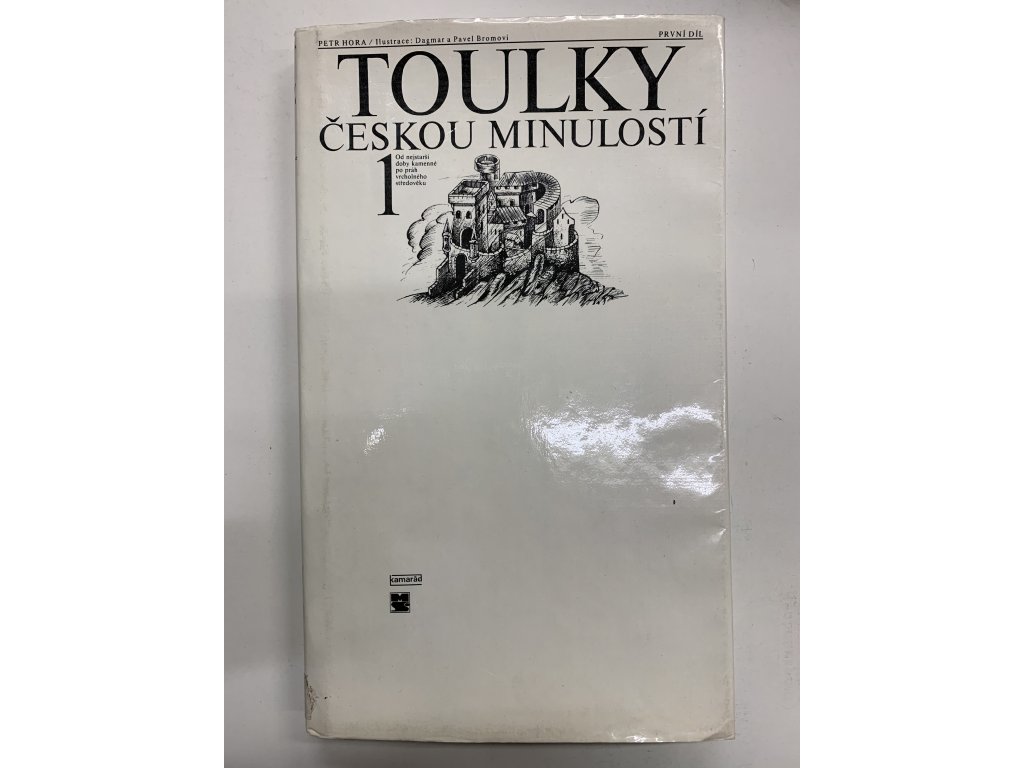 PETR HORA / Ilustrace: Dagmar a Pavel Bromovi
PRVNÍ DÍL
TOULKY
ČESKOU MINULOSTÍ
1
Od nejstarší
doby kamenné
po práh
vrcholného
středověku
kamarád